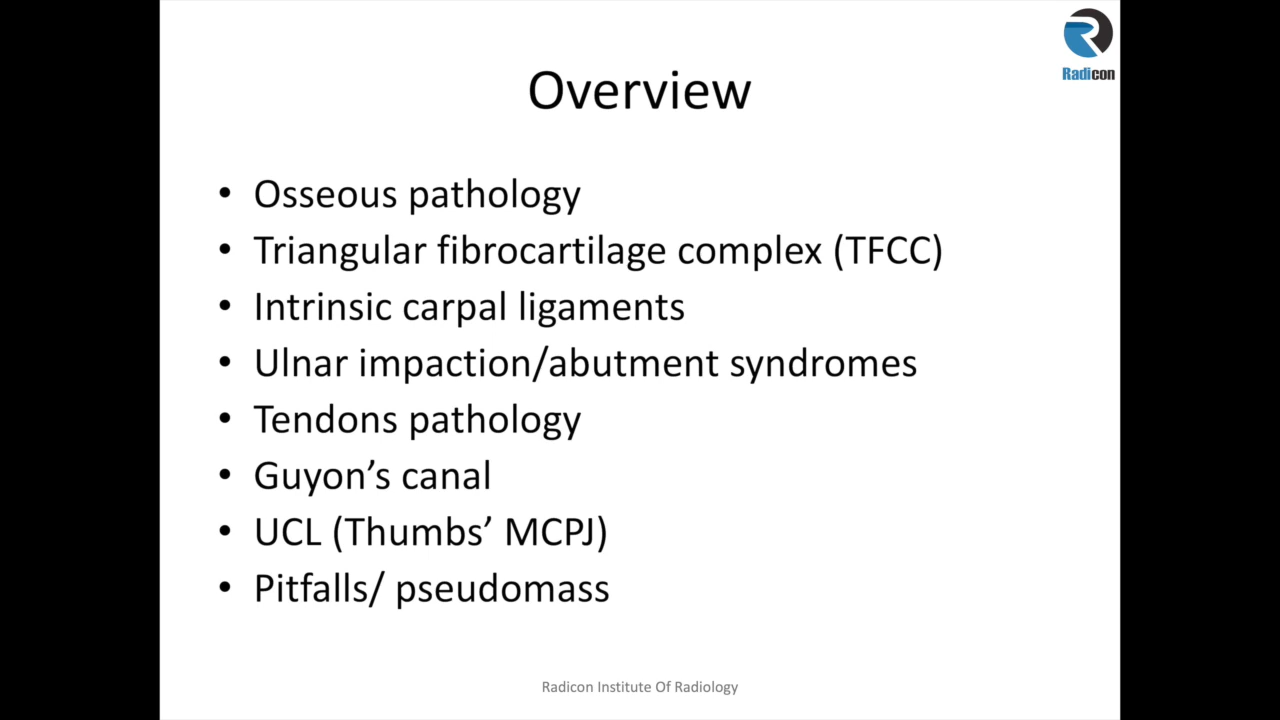 Radicon
Overview
• Osseous pathology
• Triangular fibrocartilage complex (TFCC)
• Intrinsic carpal ligaments
• Ulnar impaction/abutment syndromes
• Tendons pathology
• Guyon’s canal
• UCL (Thumbs’ MCPJ)
• Pitfalls/ pseudomass
Radicon Institute Of Radiology